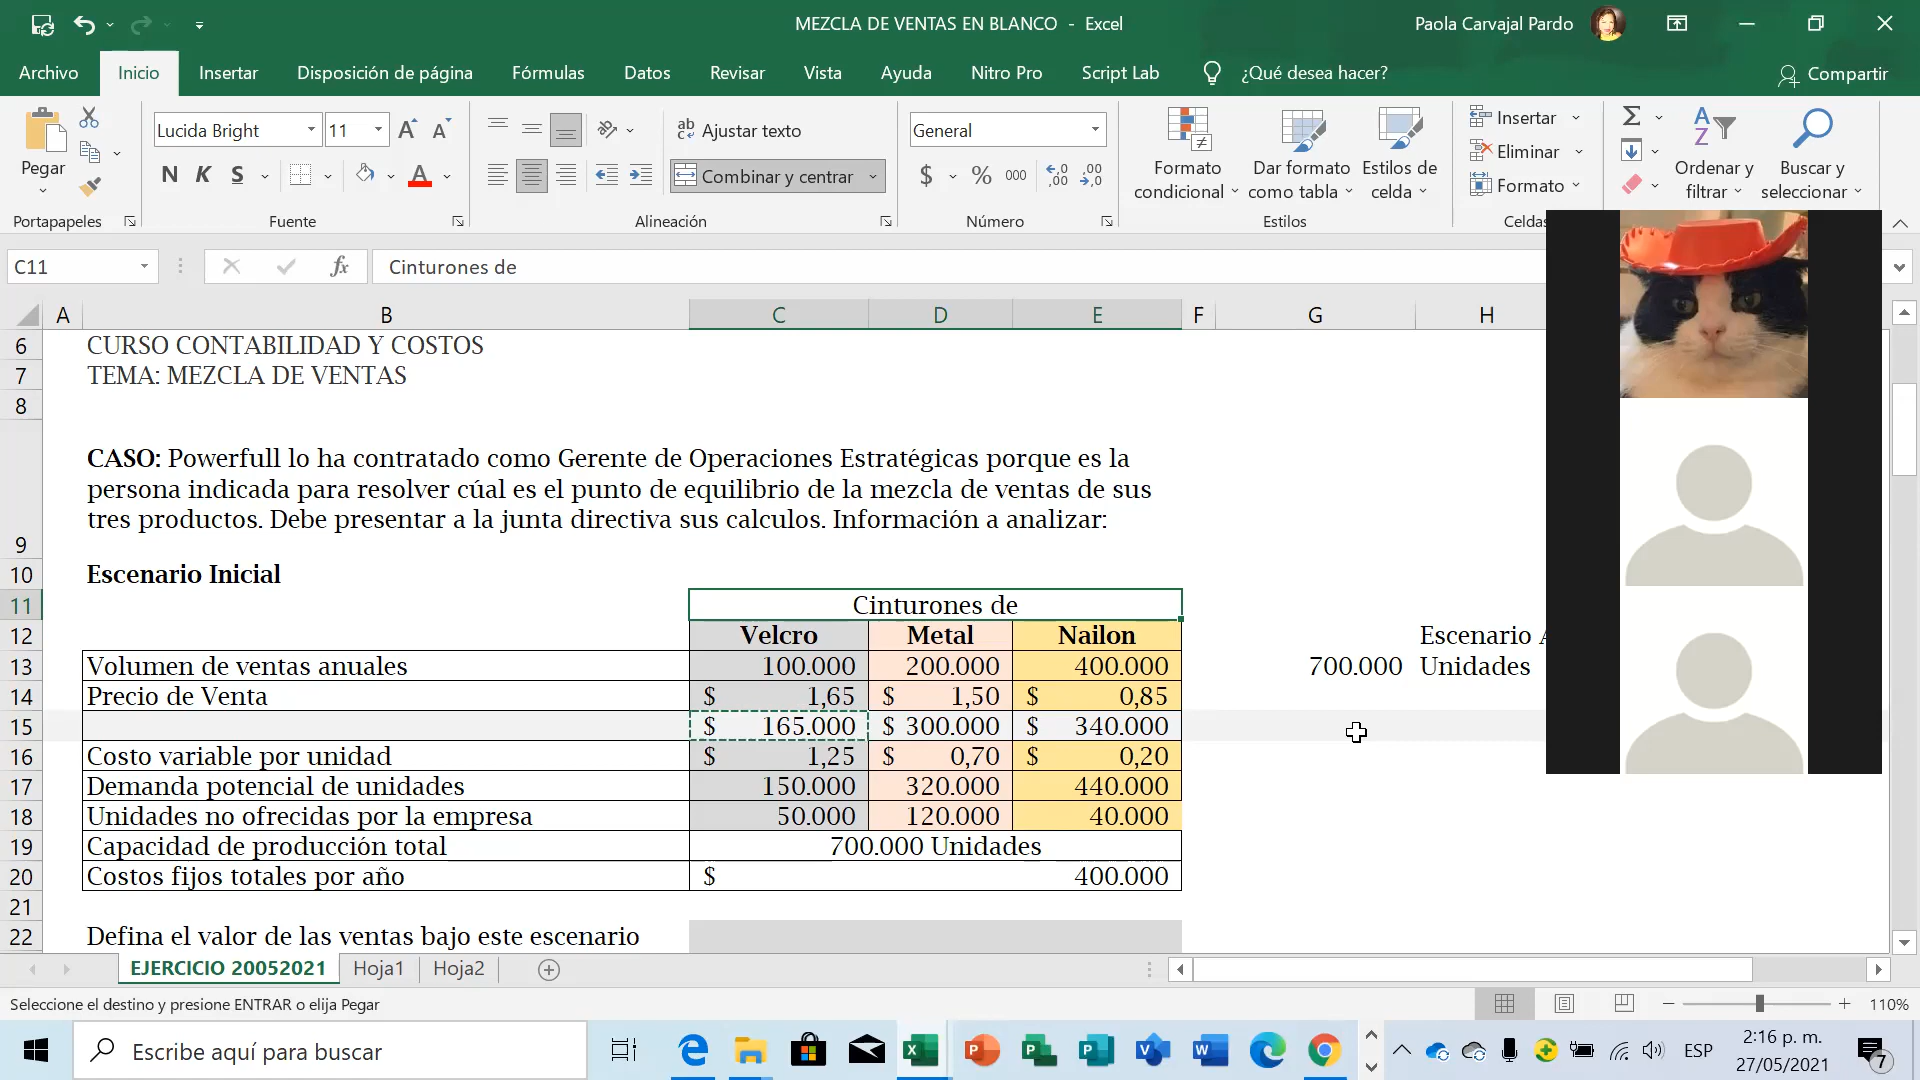 MEZCLA DE VENTAS EN BLANCO - Excel
Paola Carvajal Pardo
Archivo Inicio Insertar Disposición de página Fórmulas Datos Revisar Vista Ayuda Nitro Pro Script Lab ¿Qué desea hacer? Compartir
Pegar
Portapapeles
Lucida Bright 11
N K S
Fuente
Ajustar texto
Combinar y centrar
Alineación
General
$ % 000
Número
Formato condicional
Dar formato como tabla
Estilos de celda
Estilos
Insertar
Eliminar
Formato
Celdas
Ordenar y filtrar
Buscar y seleccionar
C11 fx Cinturones de
A B C D E F G H
6 CURSO CONTABILIDAD Y COSTOS
7 TEMA: MEZCLA DE VENTAS
8
CASO: Powerfull lo ha contratado como Gerente de Operaciones Estratégicas porque es la
persona indicada para resolver cúal es el punto de equilibrio de la mezcla de ventas de sus
tres productos. Debe presentar a la junta directiva sus calculos. Información a analizar:
9
10 Escenario Inicial
11 Cinturones de
12 Velcro Metal Nailon Escenario
13 Volumen de ventas anuales 100.000 200.000 400.000 700.000 Unidades
14 Precio de Venta $ 1,65 $ 1,50 $ 0,85
15 $ 165.000 $ 300.000 $ 340.000
16 Costo variable por unidad $ 1,25 $ 0,70 $ 0,20
17 Demanda potencial de unidades 150.000 320.000 440.000
18 Unidades no ofrecidas por la empresa 50.000 120.000 40.000
19 Capacidad de producción total 700.000 Unidades
20 Costos fijos totales por año $ 400.000
21
22 Defina el valor de las ventas bajo este escenario
EJERCICIO 20052021 Hoja1 Hoja2
Seleccione el destino y presione ENTRAR o elija Pegar
110%
Escribe aquí para buscar
ESP
2:16 p. m.
27/05/2021
7